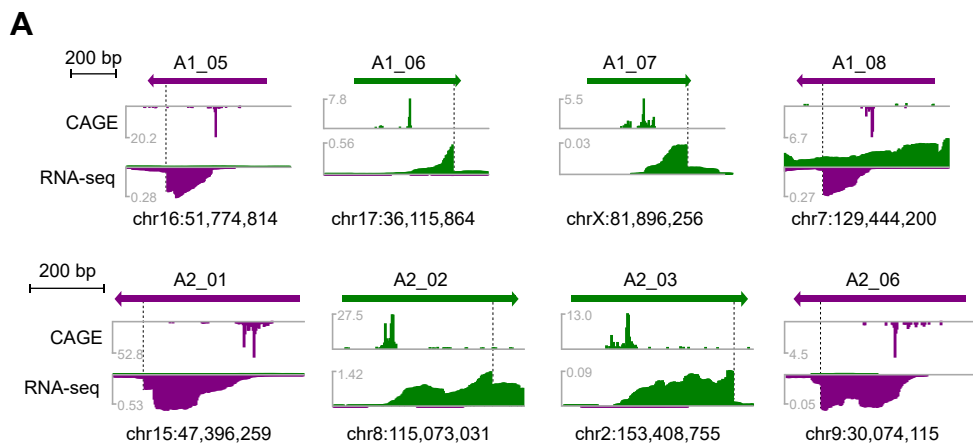 A
200 bp A1_05 A1_06 A1_07 A1_08
CAGE 20.2 7.8 5.5 6.7
RNA-seq 0.28 0.56 0.03 0.27
chr16:51,774,814 chr17:36,115,864 chrX:81,896,256 chr7:129,444,200
200 bp A2_01 A2_02 A2_03 A2_06
CAGE 52.8 27.5 13.0 4.5
RNA-seq 0.53 1.42 0.09 0.05
chr15:47,396,259 chr8:115,073,031 chr2:153,408,755 chr9:30,074,115